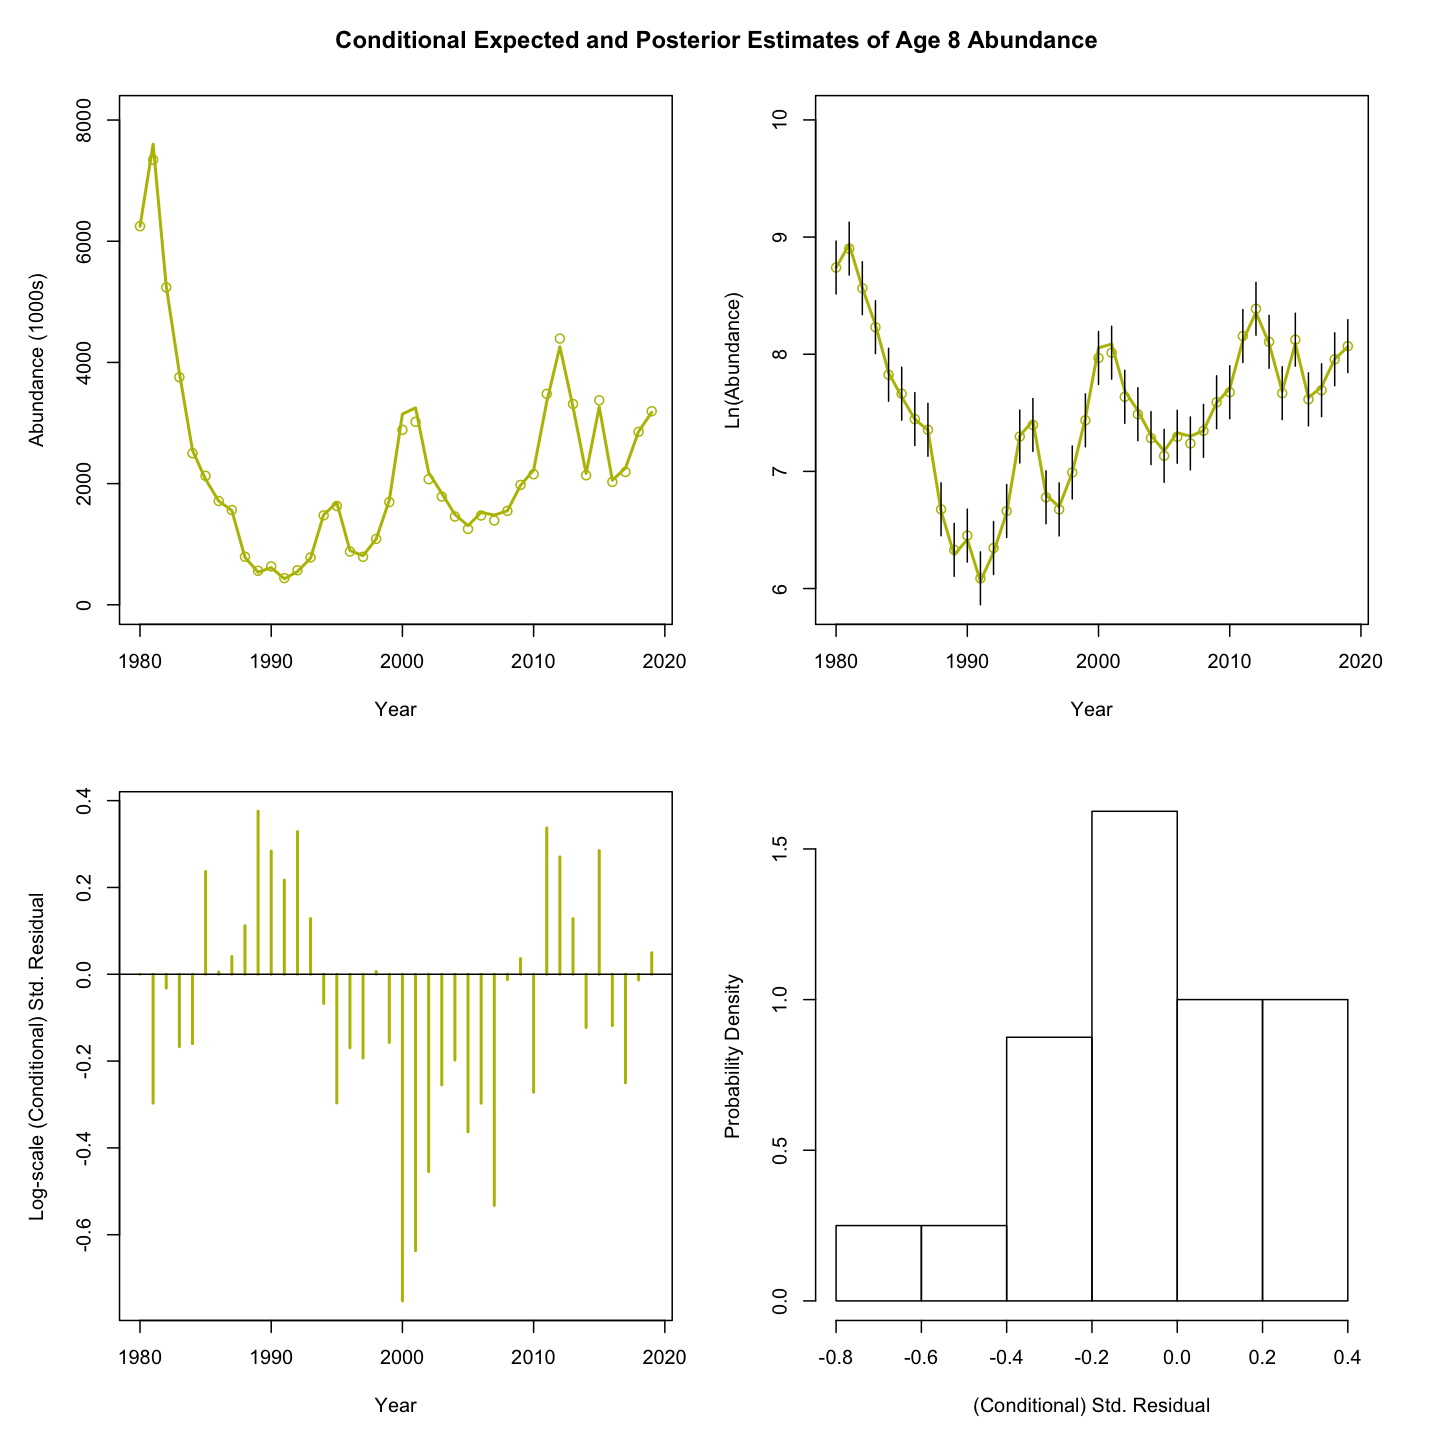 Conditional Expected and Posterior Estimates of Age 8 Abundance
Abundance (1000s)
8000
6000
4000
2000
0
1980 1990 2000 2010 2020
Year
Ln(Abundance)
10
9
8
7
6
1980 1990 2000 2010 2020
Year
Log-scale (Conditional) Std. Residual
0.4
0.2
0.0
-0.2
-0.4
-0.6
1980 1990 2000 2010 2020
Year
Probability Density
1.5
1.0
0.5
0.0
-0.8 -0.6 -0.4 -0.2 0.0 0.2 0.4
(Conditional) Std. Residual